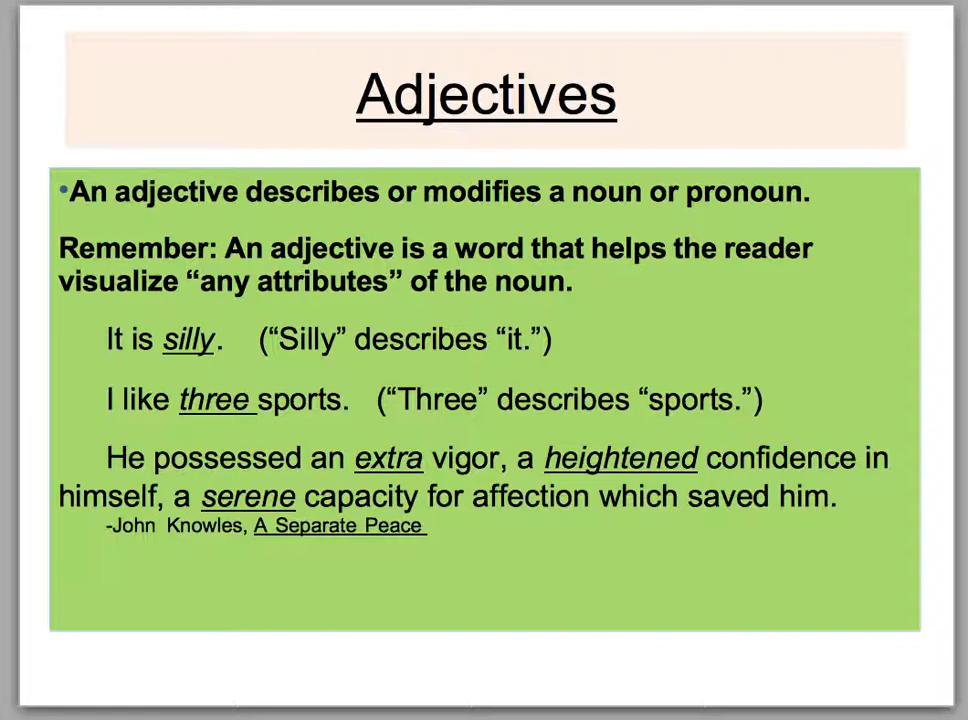 Adjectives
•An adjective describes or modifies a noun or pronoun.
Remember: An adjective is a word that helps the reader
visualize “any attributes” of the noun.
It is silly. (“Silly” describes “it.”)
I like three sports. (“Three” describes “sports.”)
He possessed an extra vigor, a heightened confidence in
himself, a serene capacity for affection which saved him.
-John Knowles, A Separate Peace